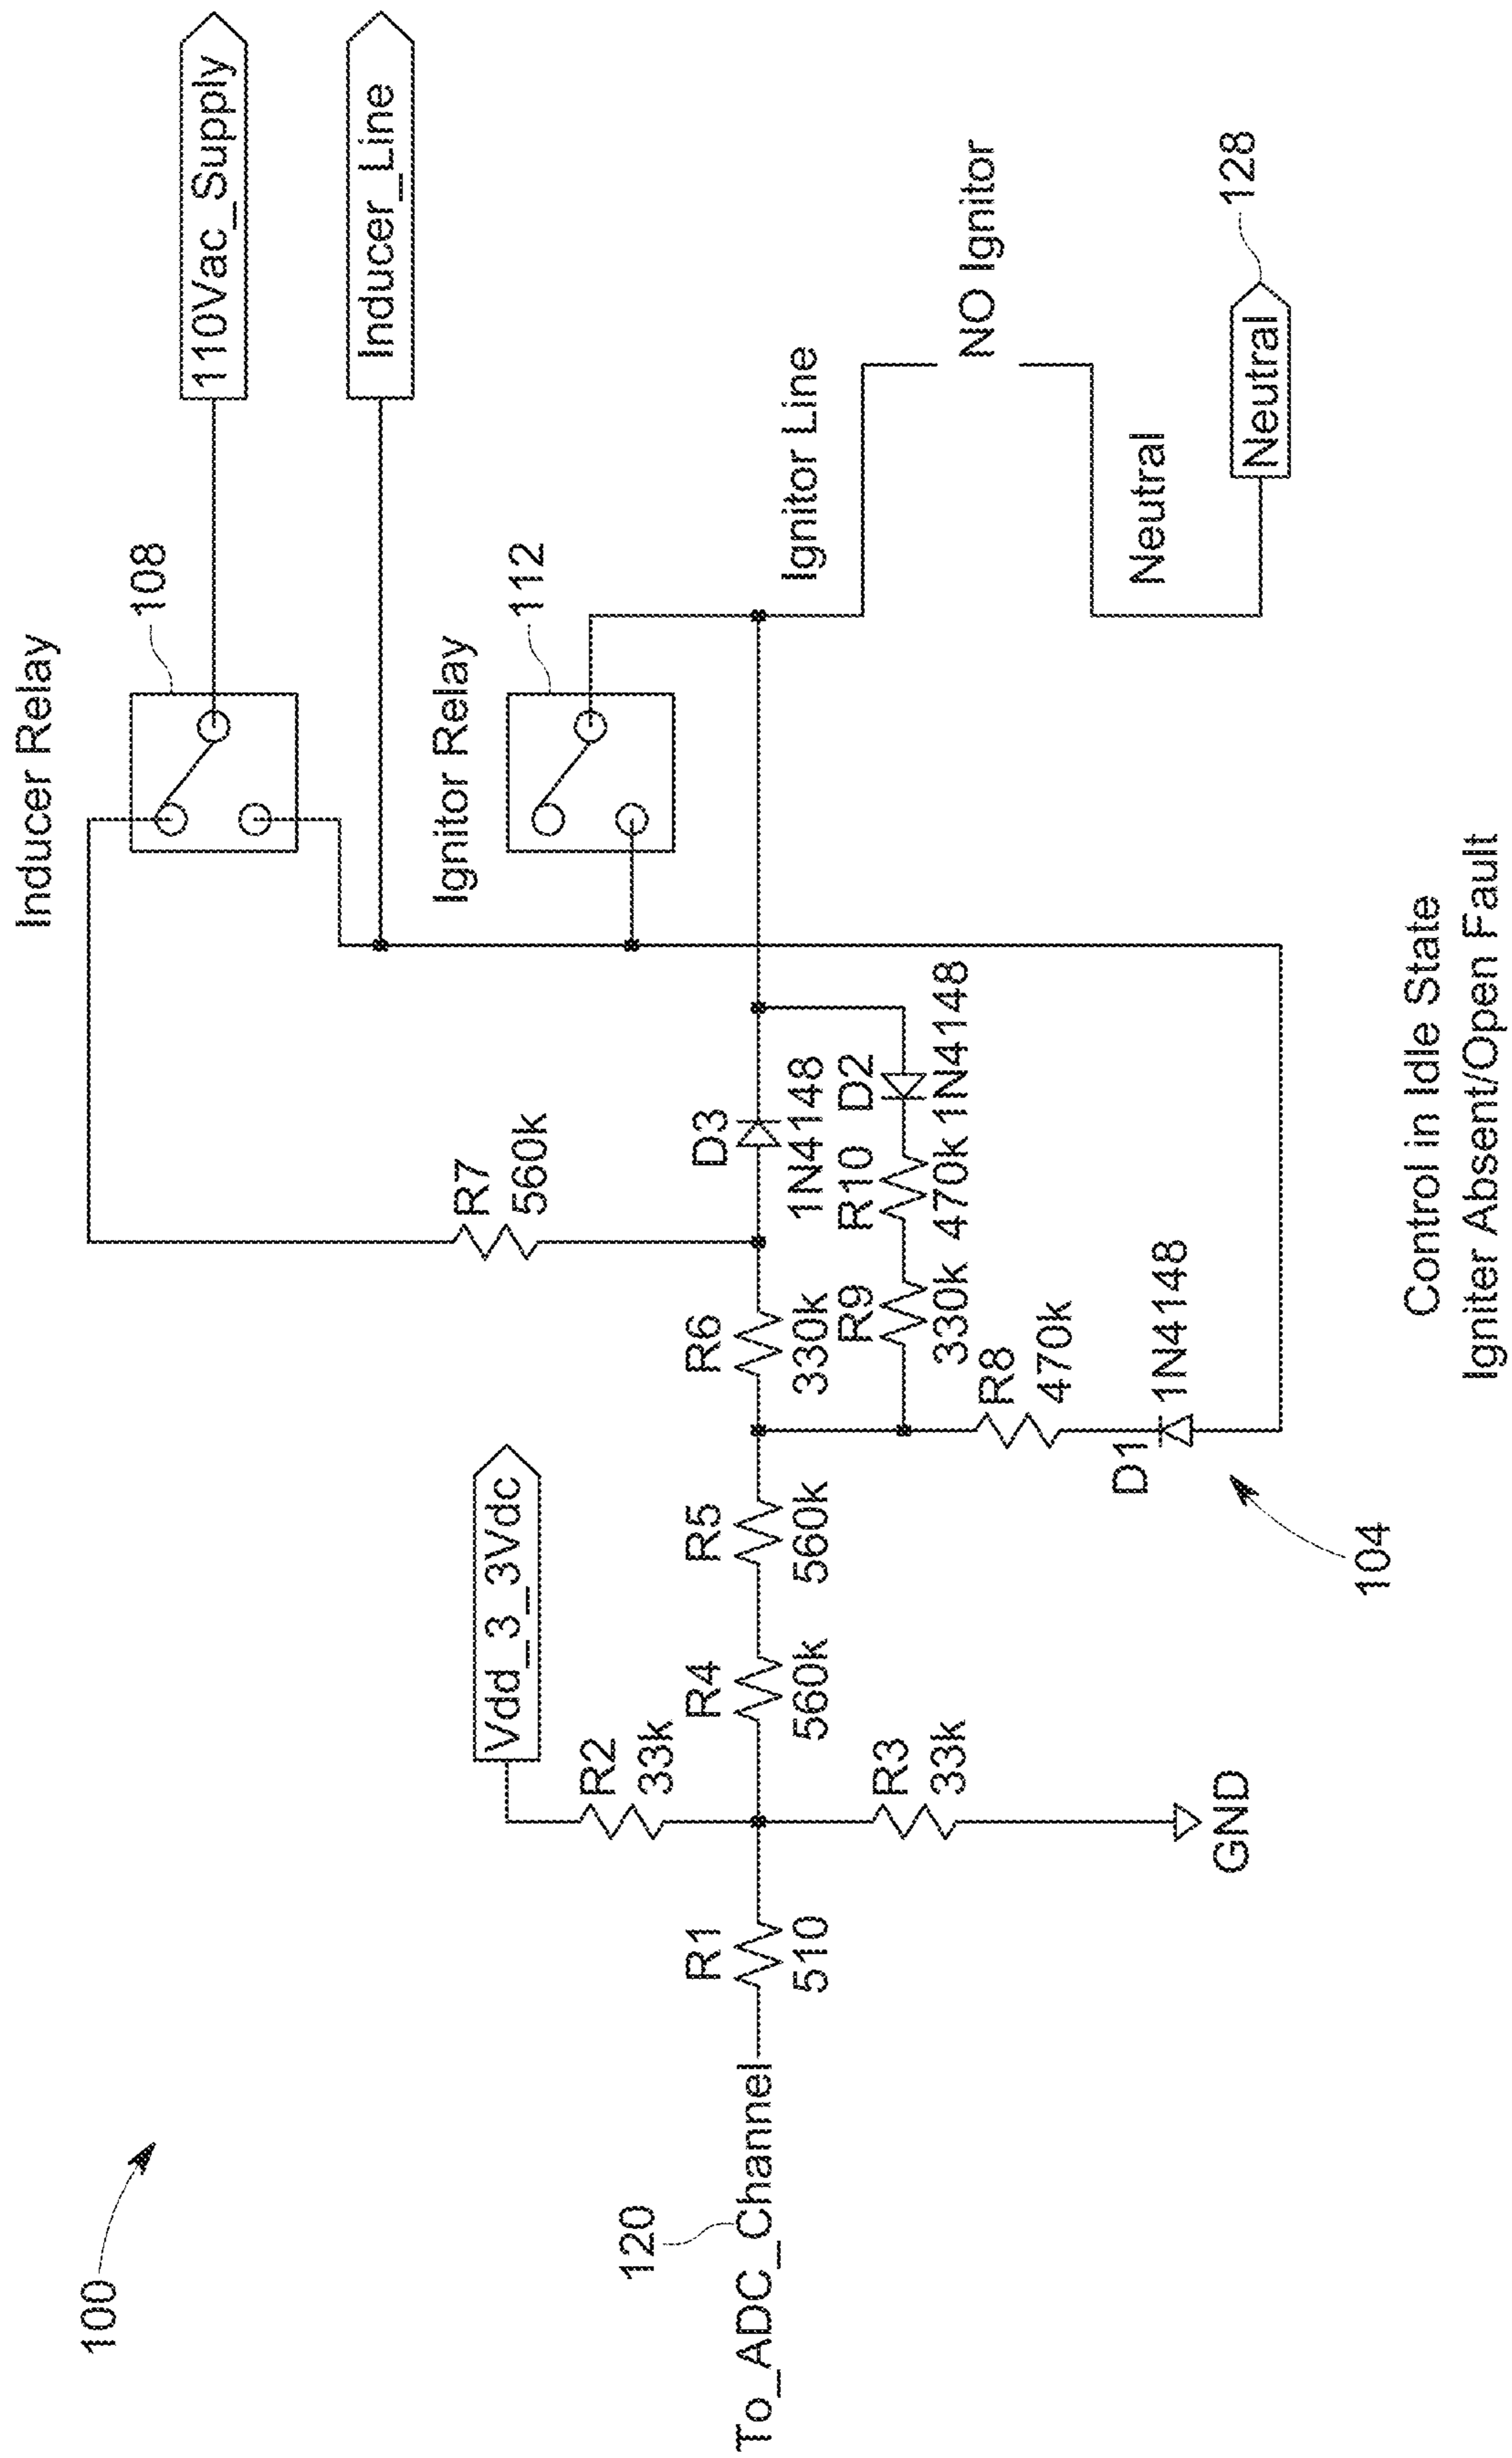 100
Inducer Relay
108
110Vac_Supply
Inducer_Line
Ignitor Relay
112
Vdd_3_3Vdc
R7
560k
R2
33k
120
To_ADC_Channel
R1
510
R4
560k
R5
560k
R6
330k
D3
1N4148
Ignitor Line
NO Ignitor
R3
33k
GND
R9
330k
R10
470k
D2
1N4148
R8
470k
D1
1N4148
104
Neutral
Neutral
128
Control in Idle State
Igniter Absent/Open Fault